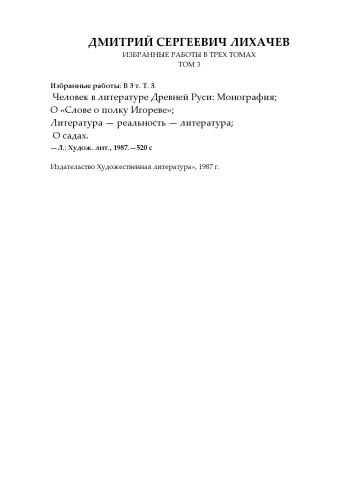 ДМИТРИЙ СЕРГЕЕВИЧ ЛИХАЧЕВ
ИЗБРАННЫЕ РАБОТЫ В ТРЕХ ТОМАХ
ТОМ 3
Избранные работы: В 3 т. Т. 3.
Человек в литературе Древней Руси: Монография;
О «Слове о полку Игореве»;
Литература — реальность — литература;
О садах.
—Л.: Худож. лит., 1987.—520 с
Издательство Художественная литература», 1987 г.